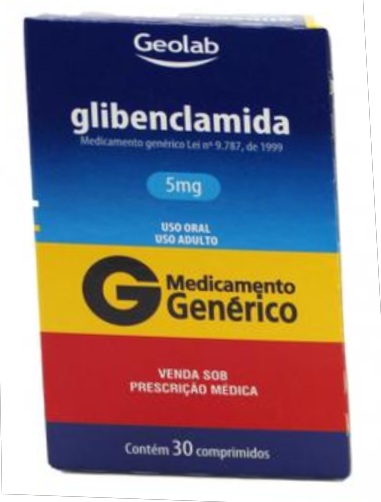 Geolab
glibenclamida
Medicamento genérico Lei nº 9.787, de 1999
5mg
USO ORAL
USO ADULTO
G Medicamento
Genérico
VENDA SOB
PRESCRIÇÃO MÉDICA
Contém 30 comprimidos